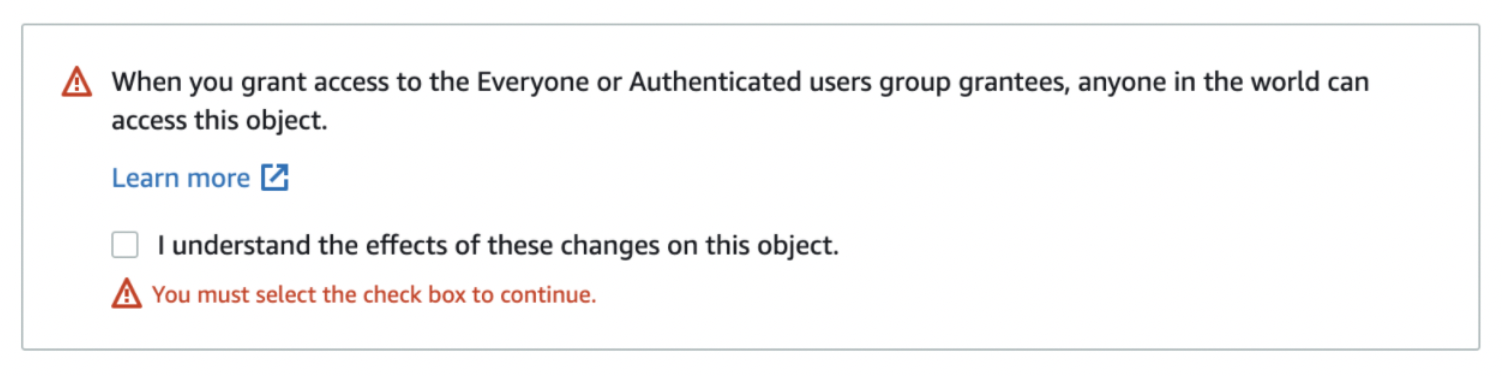 When you grant access to the Everyone or Authenticated users group grantees, anyone in the world can
access this object.
Learn more
I understand the effects of these changes on this object.
You must select the check box to continue.